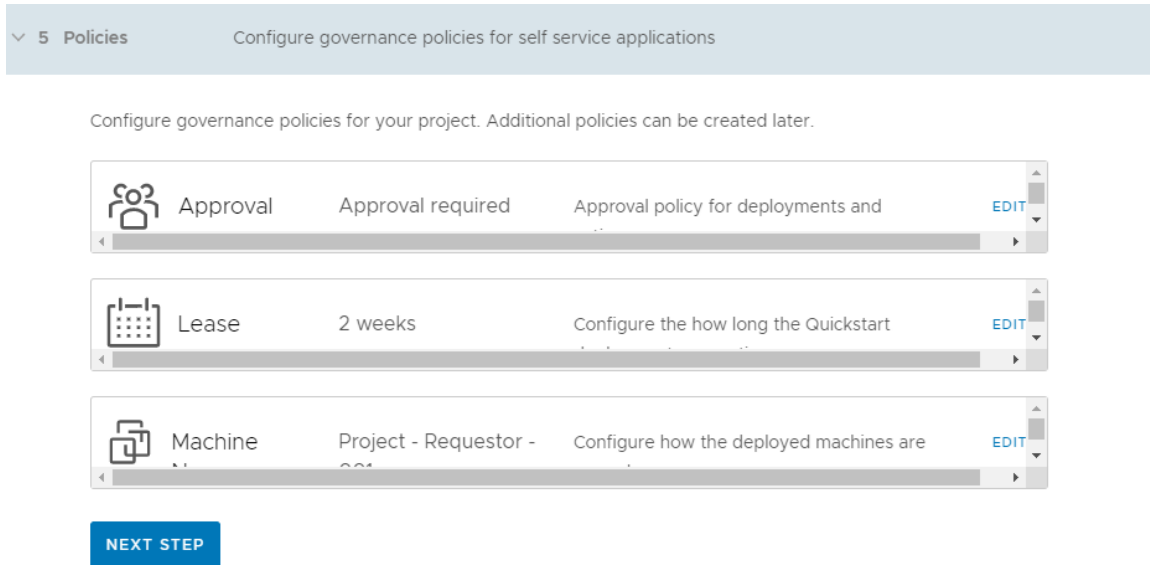 5 Policies Configure governance policies for self service applications
Configure governance policies for your project. Additional policies can be created later.
Approval Approval required Approval policy for deployments and EDIT
Lease 2 weeks Configure the how long the Quickstart EDIT
Machine Project - Requestor - Configure how the deployed machines are EDIT
NEXT STEP